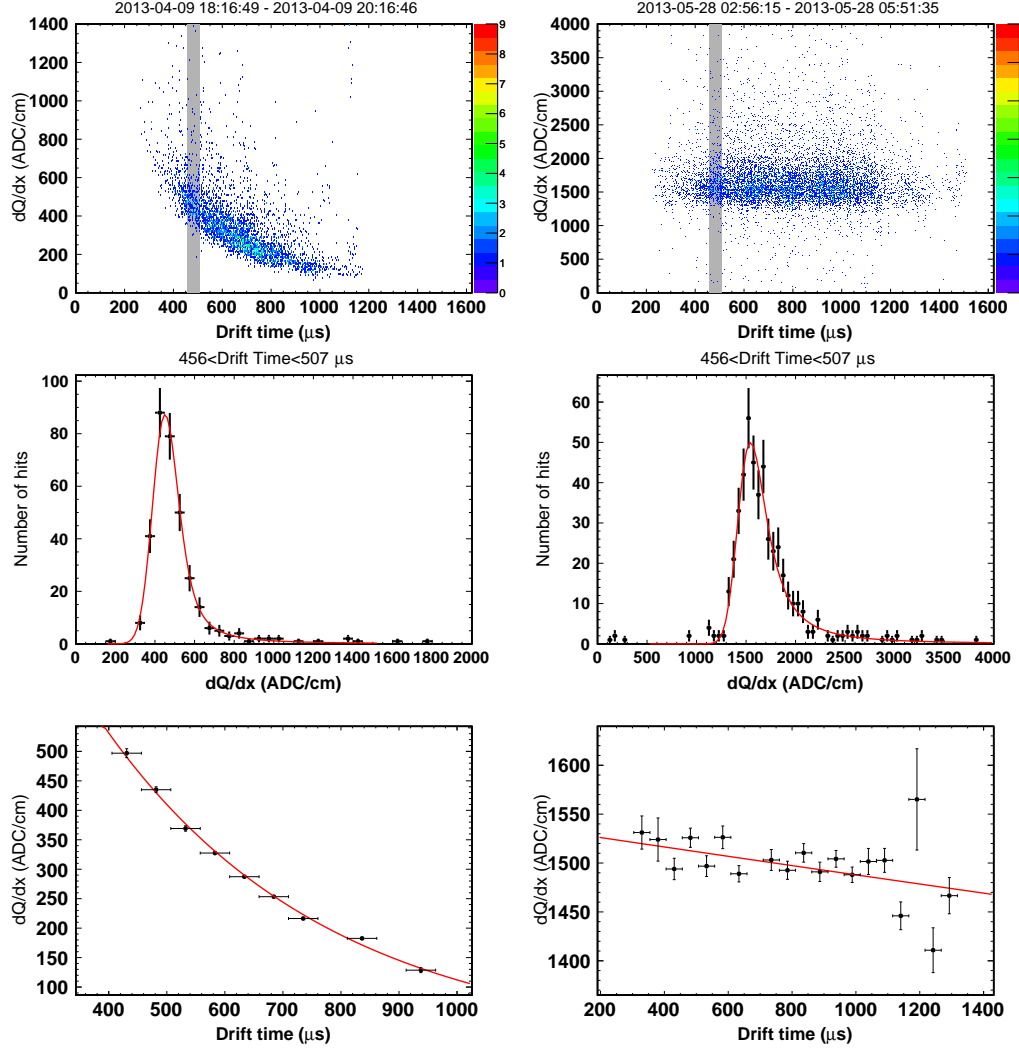 2013-04-09 18:16:49 - 2013-04-09 20:16:46
1400
1200
1000
800
600
400
200
0
dQ/dx (ADC/cm)
0 200 400 600 800 1000 1200 1400 1600
Drift time (μs)
9
8
7
6
5
4
3
2
1
0
2013-05-28 02:56:15 - 2013-05-28 05:51:35
4000
3500
3000
2500
2000
1500
1000
500
0
dQ/dx (ADC/cm)
0 200 400 600 800 1000 1200 1400 1600
Drift time (μs)
456<Drift Time<507 μs
100
80
60
40
20
0
Number of hits
0 200 400 600 800 1000 1200 1400 1600 1800 2000
dQ/dx (ADC/cm)
456<Drift Time<507 μs
60
50
40
30
20
10
0
Number of hits
0 500 1000 1500 2000 2500 3000 3500 4000
dQ/dx (ADC/cm)
500
450
400
350
300
250
200
150
100
dQ/dx (ADC/cm)
400 500 600 700 800 900 1000
Drift time (μs)
1600
1550
1500
1450
1400
dQ/dx (ADC/cm)
200 400 600 800 1000 1200 1400
Drift time (μs)